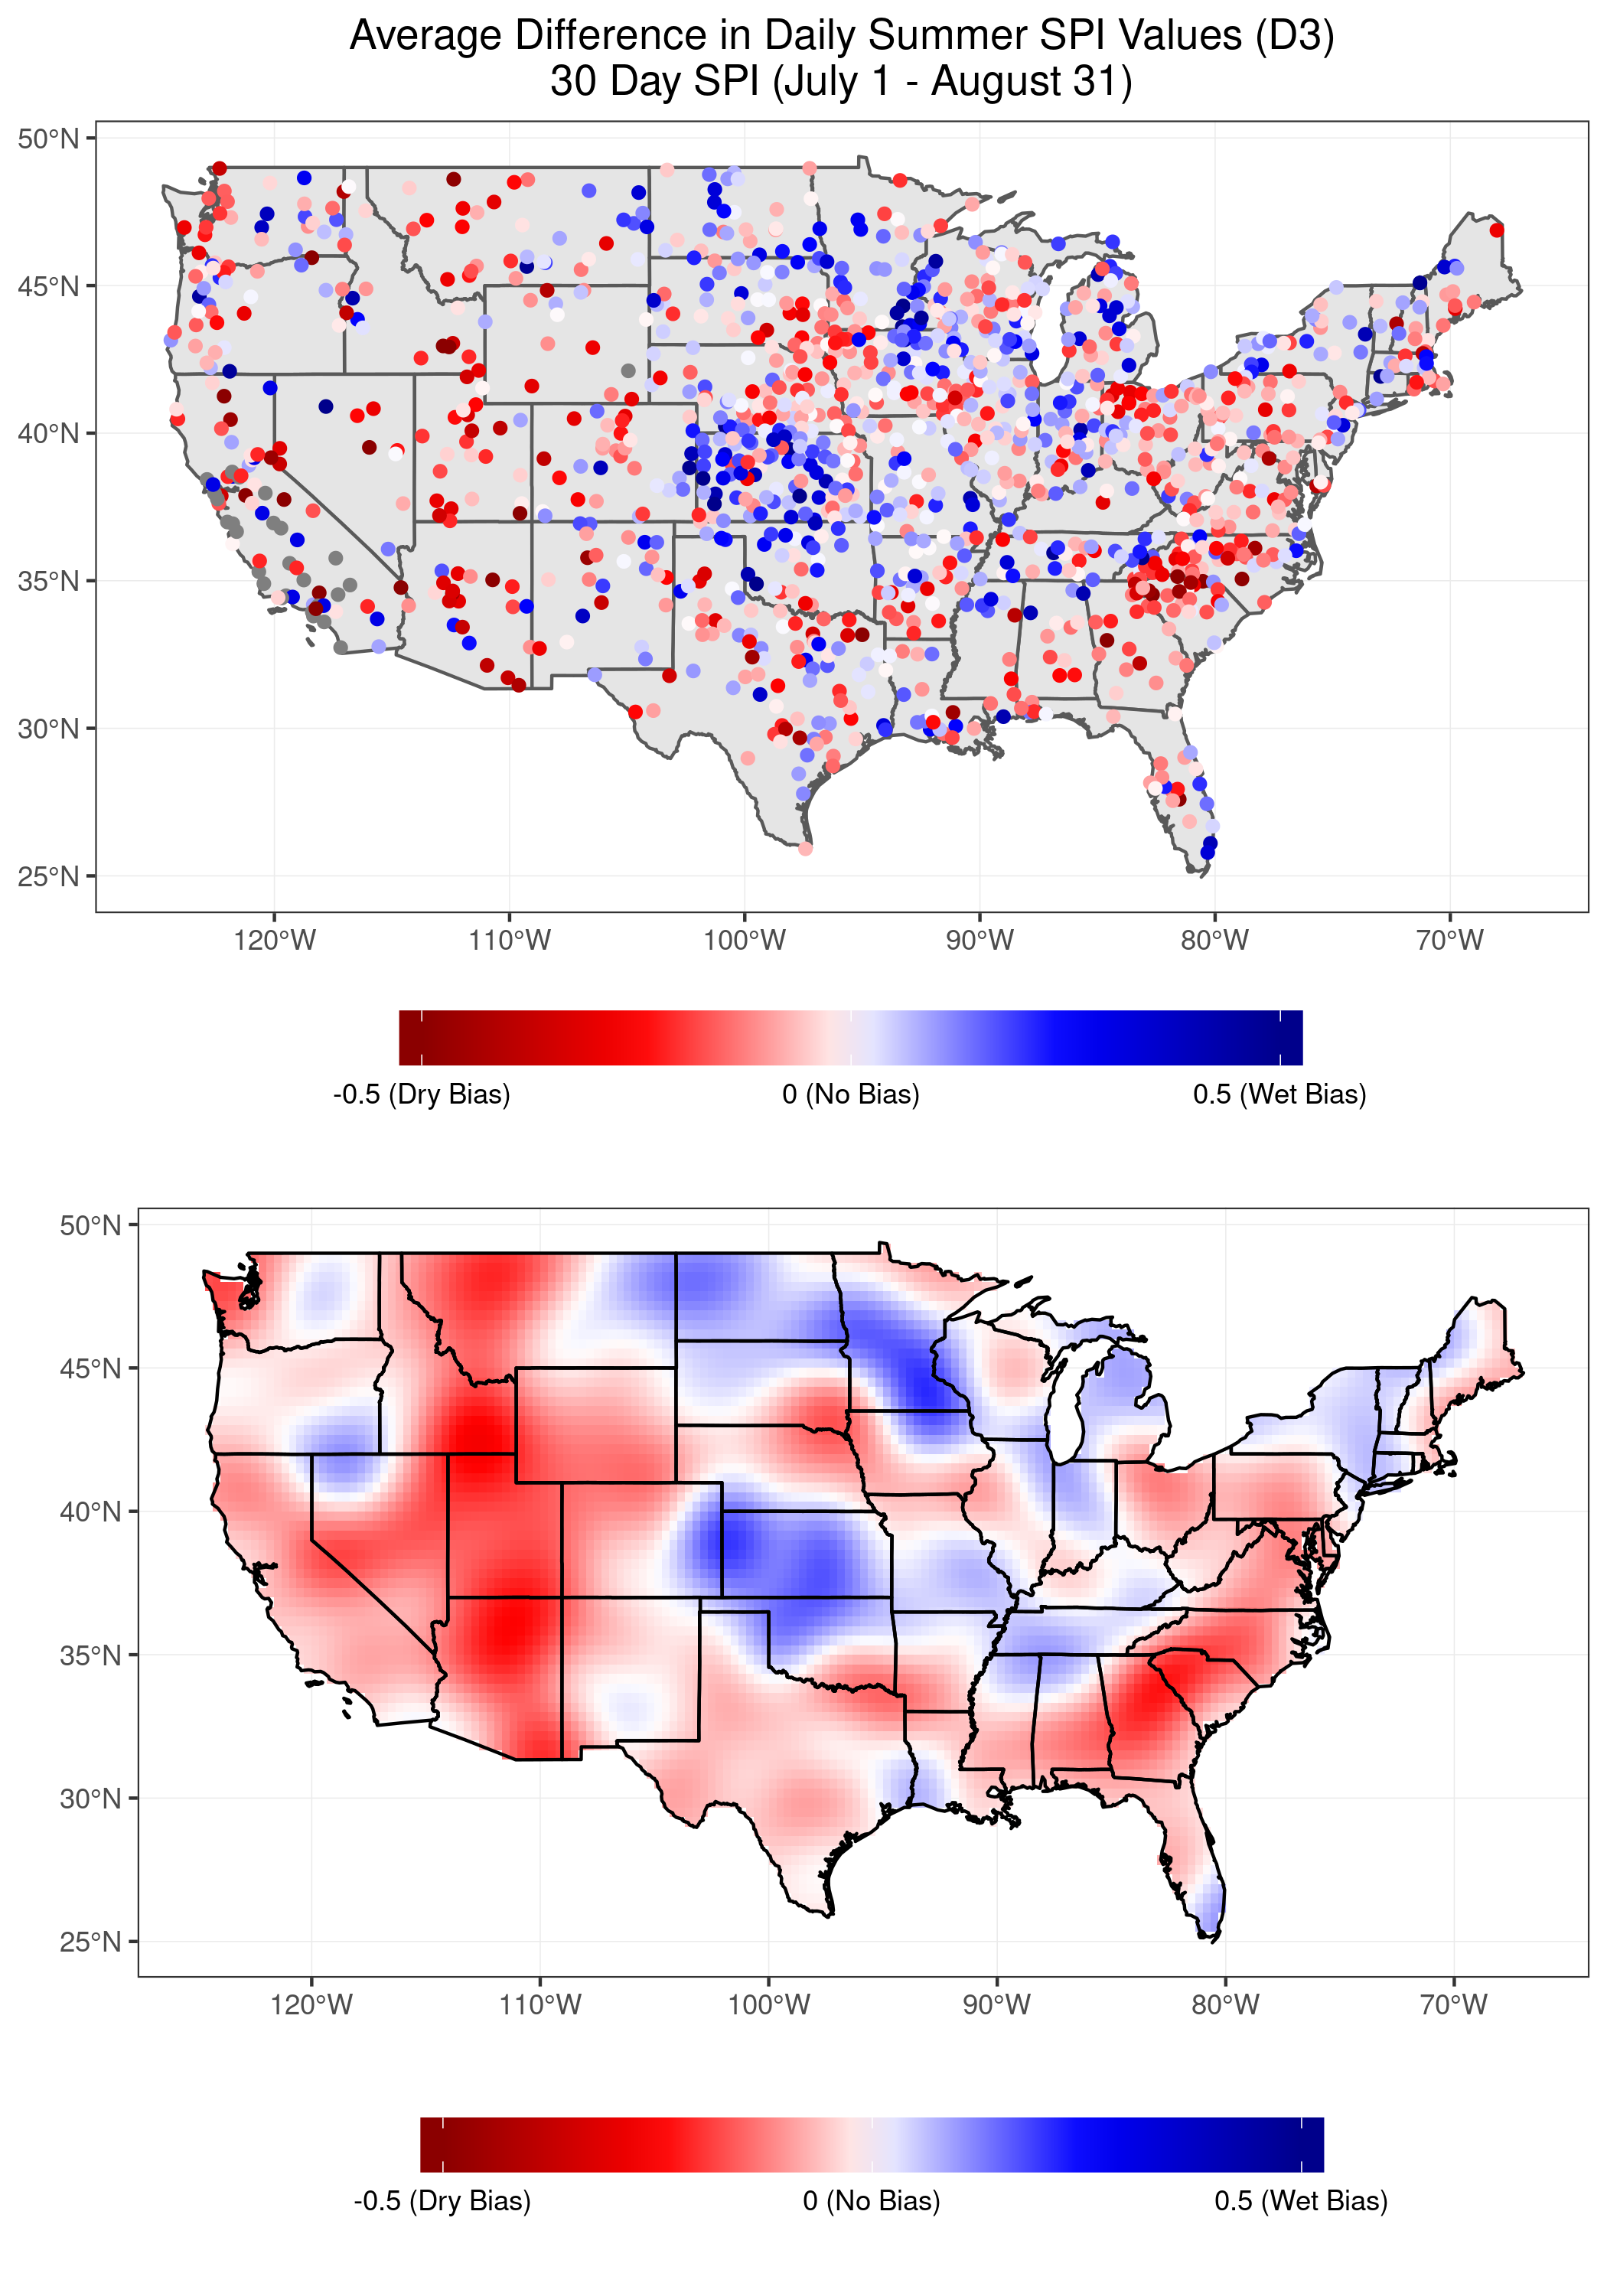 Average Difference in Daily Summer SPI Values (D3)
30 Day SPI (July 1 - August 31)
50°N
45°N
40°N
35°N
30°N
25°N
120°W 110°W 100°W 90°W 80°W 70°W
-0.5 (Dry Bias) 0 (No Bias) 0.5 (Wet Bias)
50°N
45°N
40°N
35°N
30°N
25°N
120°W 110°W 100°W 90°W 80°W 70°W
-0.5 (Dry Bias) 0 (No Bias) 0.5 (Wet Bias)